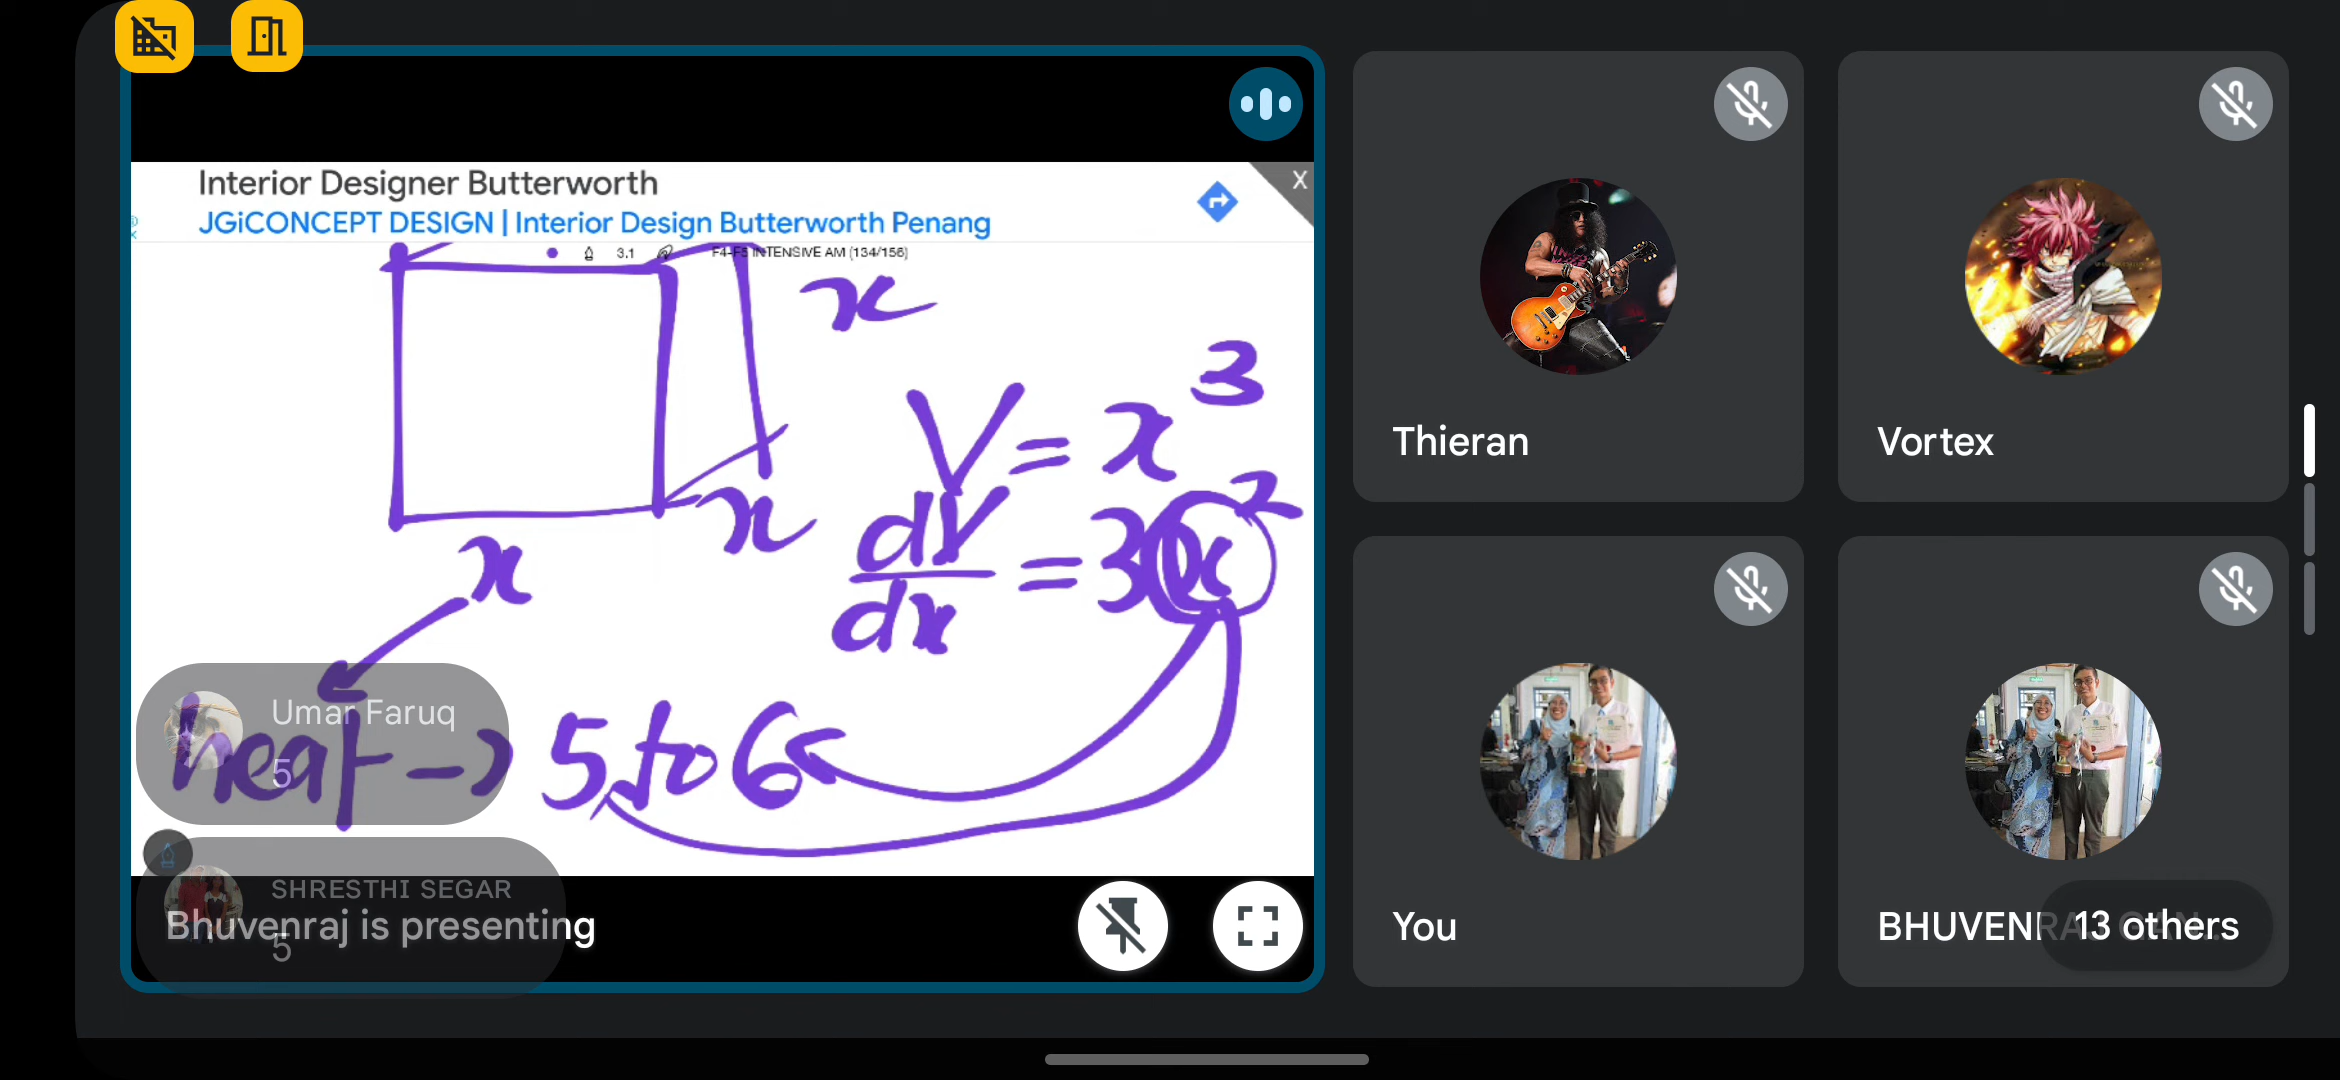 Interior Designer Butterworth
JGiCONCEPT DESIGN | Interior Design Butterworth Penang
X
3.1
F4-F5 INTENSIVE AM (134/156)
x
V = x³
x
dV/dx = 3x²
x
heat → 5 to 6
Umar Faruq
5
SHRESTHI SEGAR
5
Bhuvenraj is presenting
Thieran
Vortex
You
BHUVENRAJ
13 others